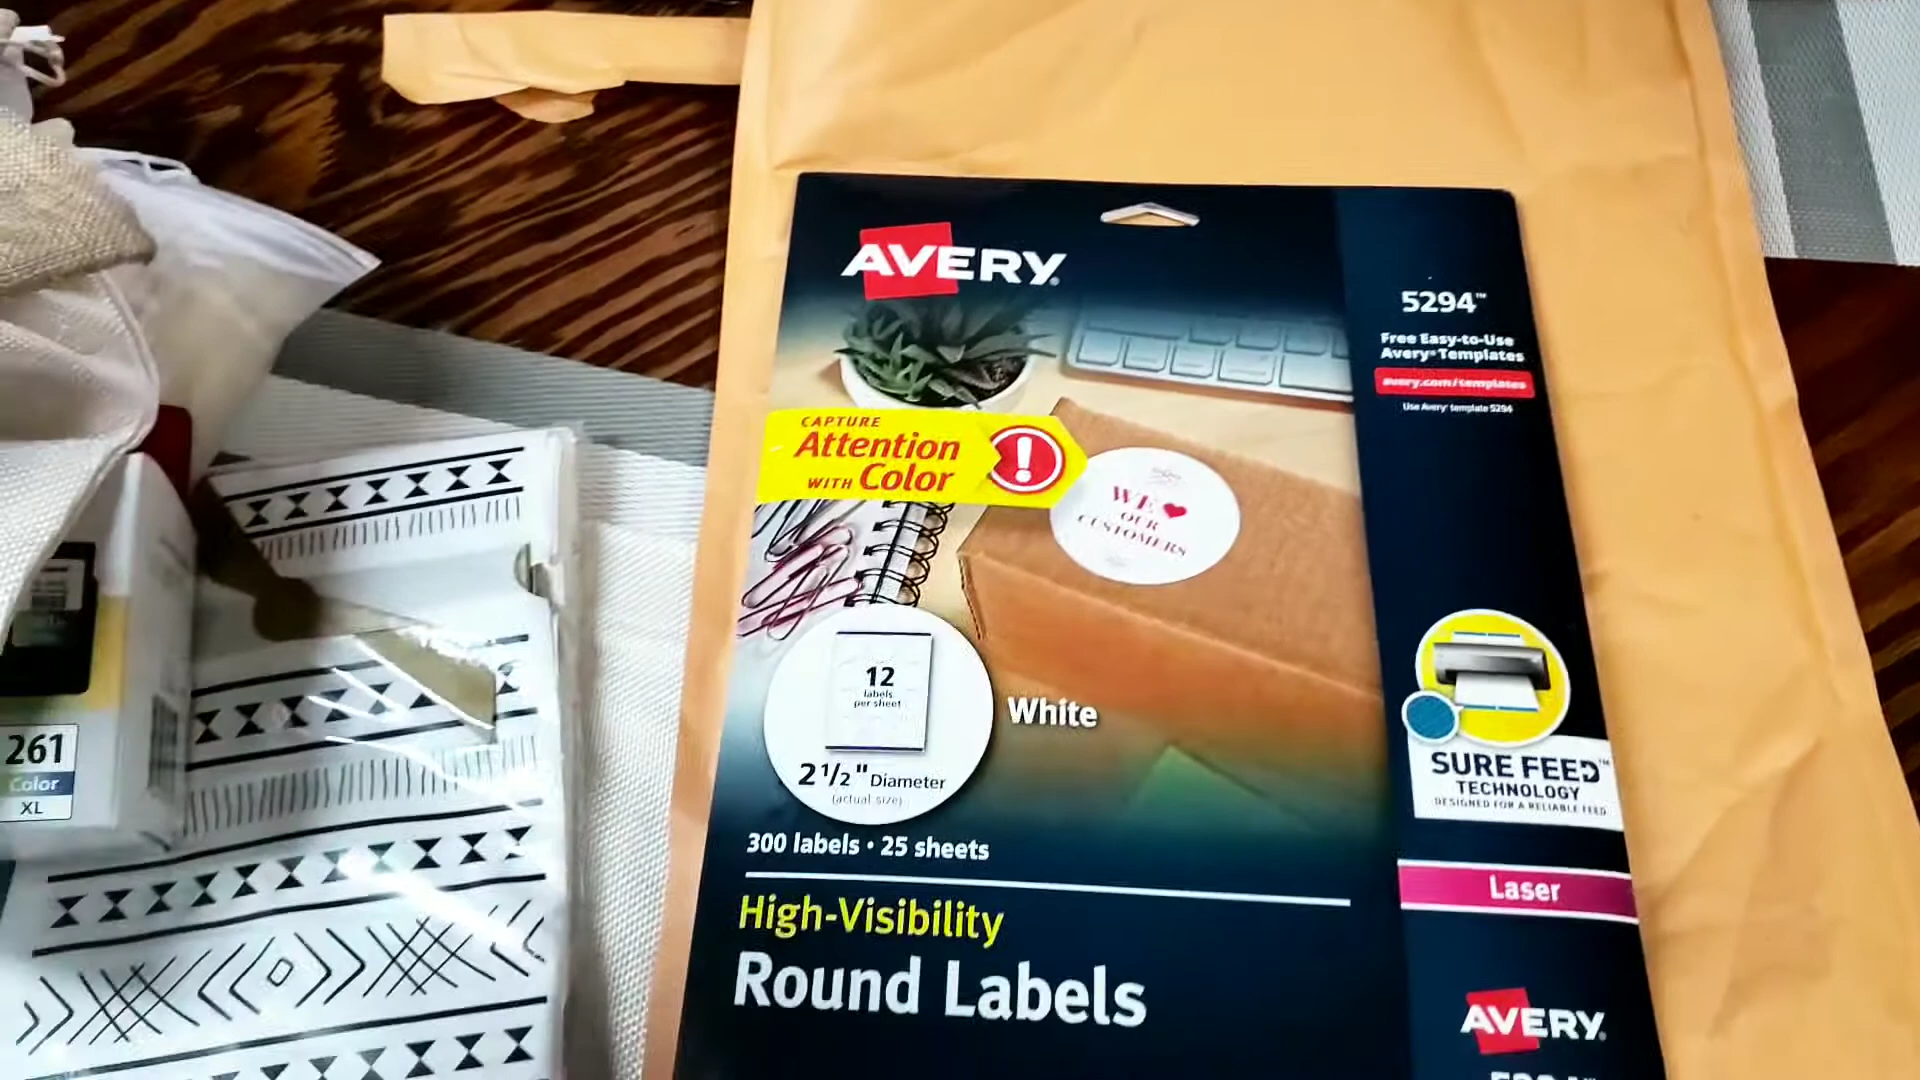 AVERY
5294™
Free Easy-to-Use
Avery® Templates
avery.com/templates
Use Avery® template 5294
CAPTURE
Attention
WITH Color
!
WE ♥
OUR
CUSTOMERS
12
labels
per sheet
White
2 1/2" Diameter
(actual size)
300 labels • 25 sheets
High-Visibility
Round Labels
SURE FEED™
TECHNOLOGY
DESIGNED FOR A RELIABLE FEED
Laser
AVERY
261
Color
XL